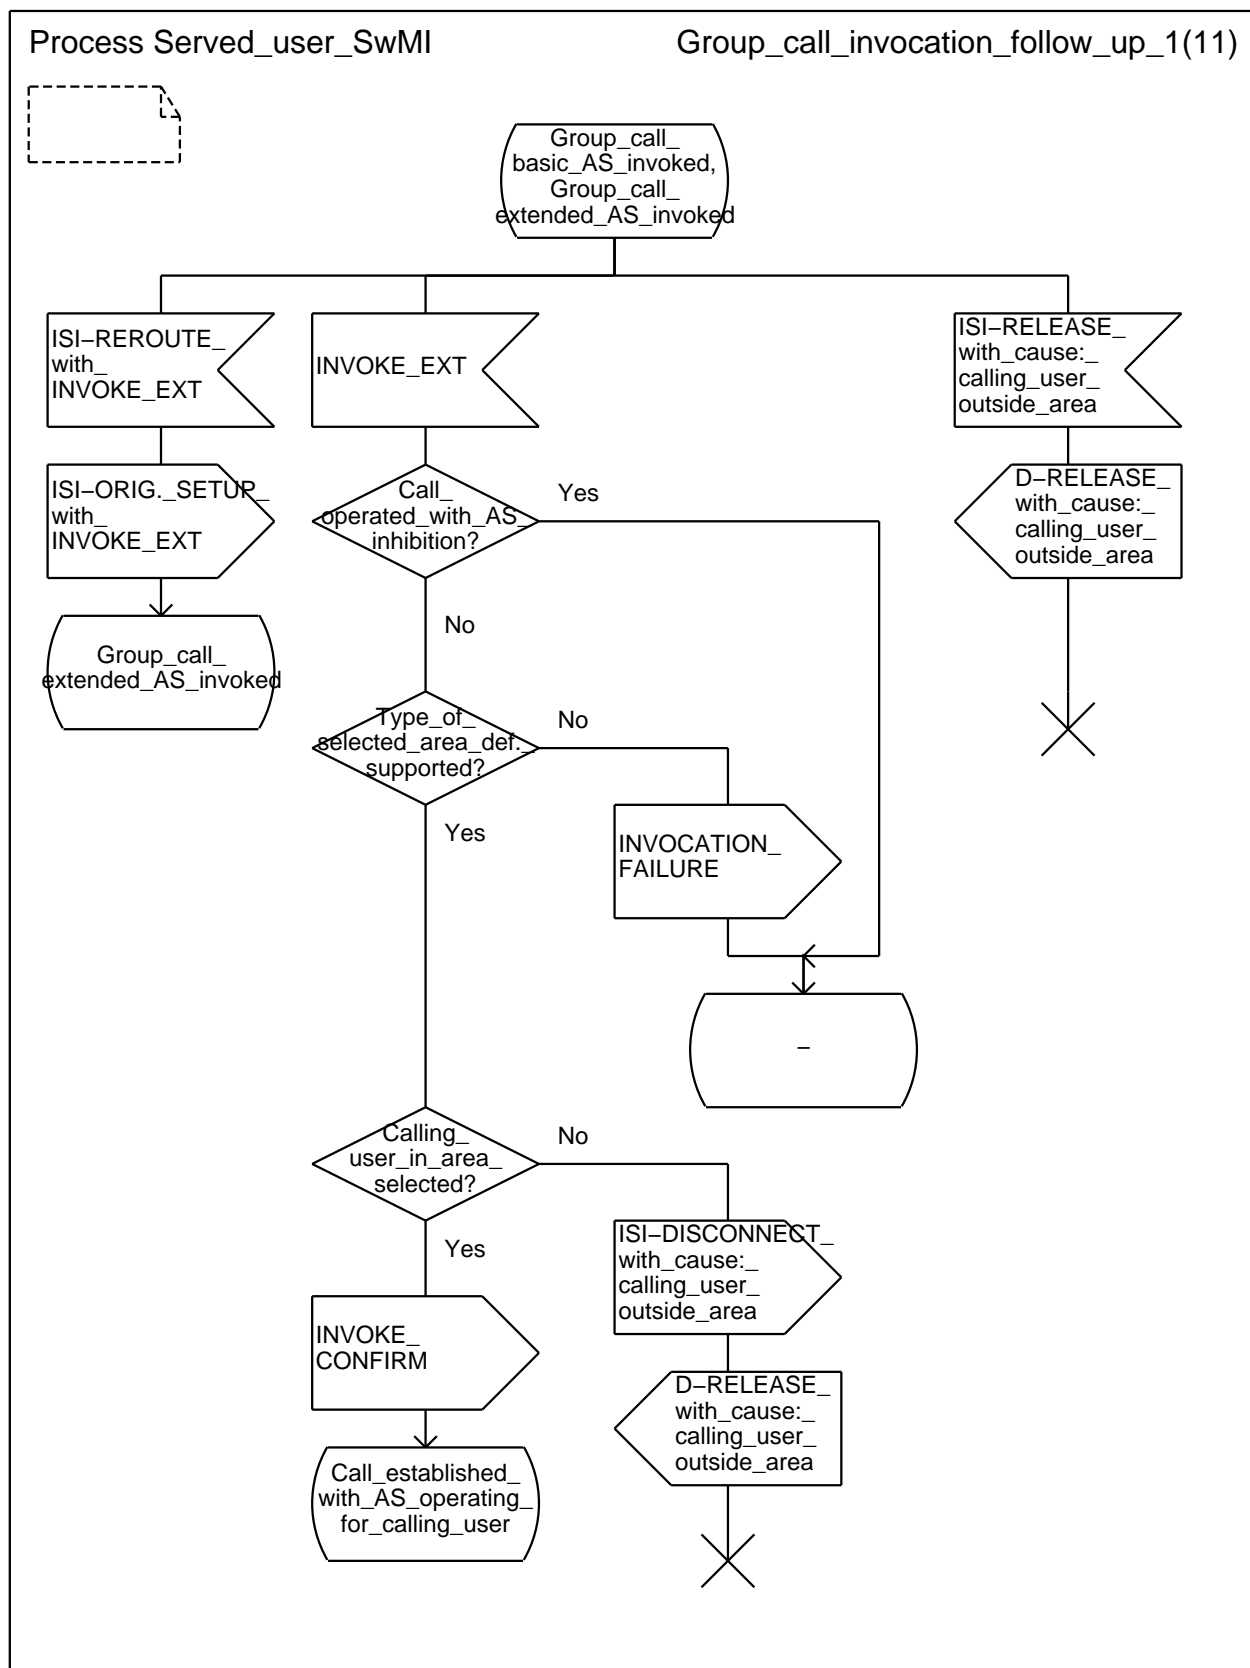 Process Served_user_SwMI
Group_call_invocation_follow_up_1(11)
Group_call_
basic_AS_invoked,
Group_call_
extended_AS_invoked
ISI–REROUTE_
with_
INVOKE_EXT
INVOKE_EXT
ISI–RELEASE_
with_cause:_
calling_user_
outside_area
ISI–ORIG._SETUP_
with_
INVOKE_EXT
Call_
operated_with_AS_
inhibition?
Yes
D–RELEASE_
with_cause:_
calling_user_
outside_area
No
Group_call_
extended_AS_invoked
Type_of_
selected_area_def._
supported?
No
Yes
INVOCATION_
FAILURE
–
Calling_
user_in_area_
selected?
No
Yes
ISI–DISCONNECT_
with_cause:_
calling_user_
outside_area
INVOKE_
CONFIRM
D–RELEASE_
with_cause:_
calling_user_
outside_area
Call_established_
with_AS_operating_
for_calling_user